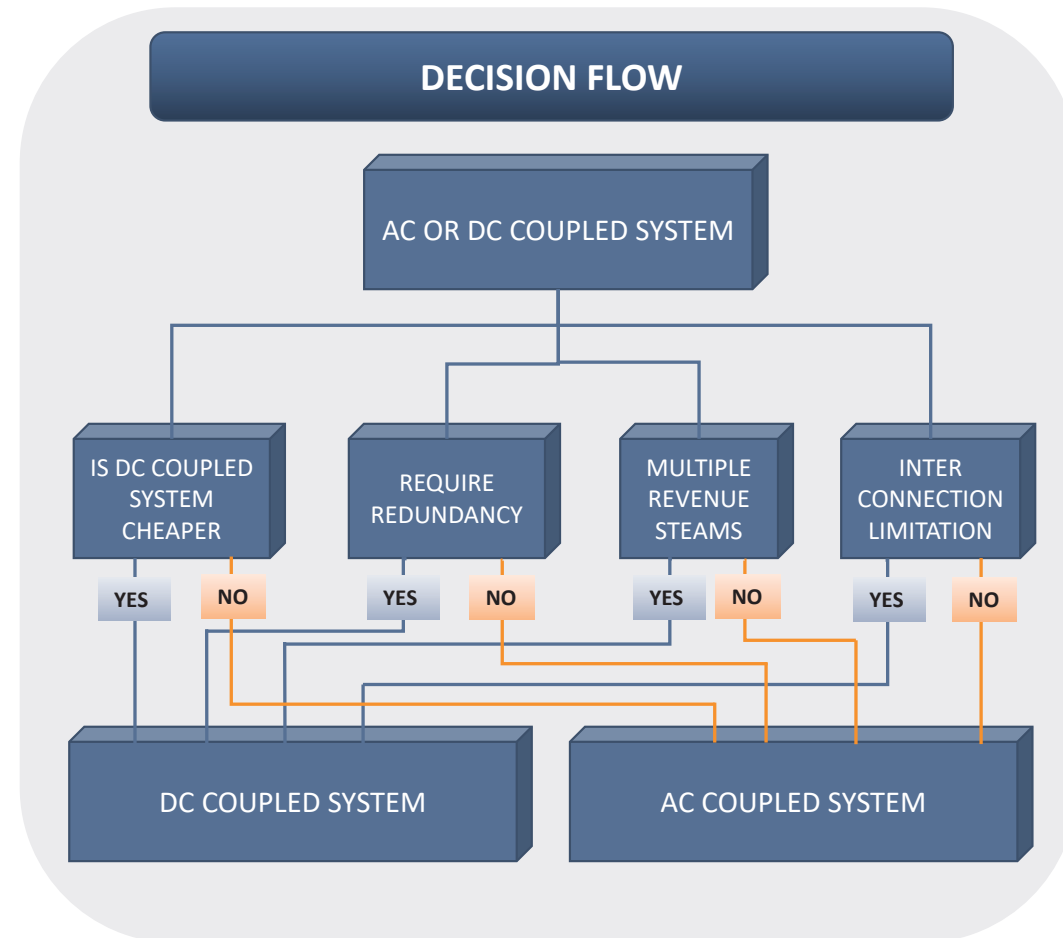 DECISION FLOW
AC OR DC COUPLED SYSTEM
IS DC COUPLED
SYSTEM
CHEAPER
REQUIRE
REDUNDANCY
MULTIPLE
REVENUE
STEAMS
INTER
CONNECTION
LIMITATION
YES
NO
YES
NO
YES
NO
YES
NO
DC COUPLED SYSTEM
AC COUPLED SYSTEM